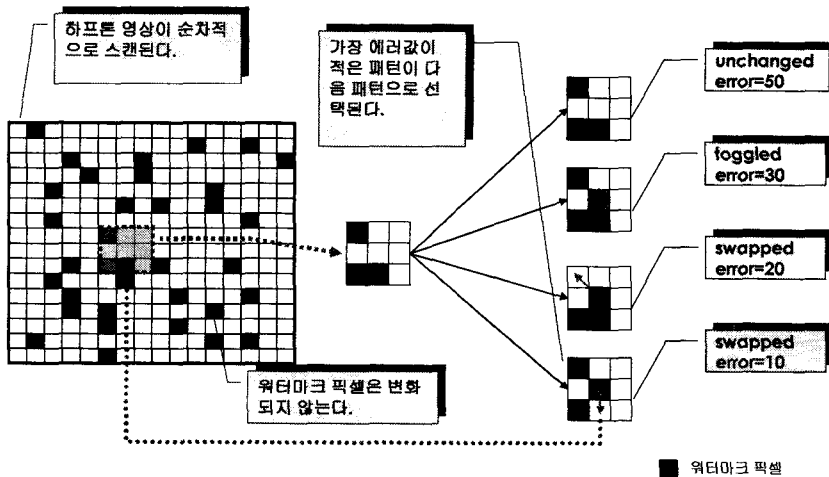 하프톤 영상이 순차적
으로 스캔된다.
가장 에러값이
적은 패턴이 다
음 패턴으로 선
택된다.
unchanged
error=50
foggled
error=30
swapped
error=20
swapped
error=10
워터마크 픽셀은 변화
되지 않는다.
워터마크 픽셀